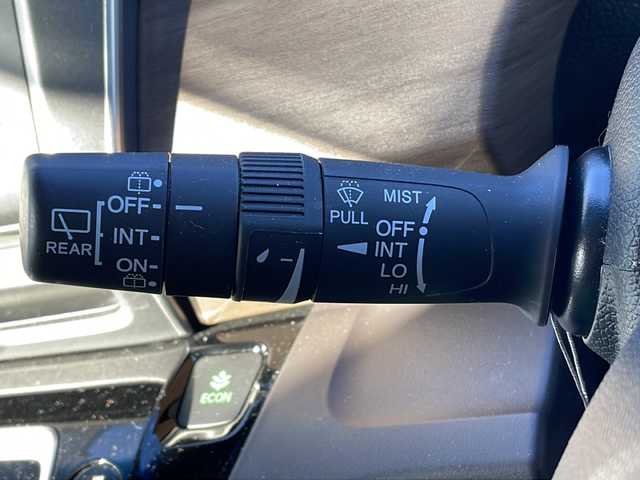 REAR
OFF
INT
ON
PULL
MIST
OFF
INT
LO
HI
ECON